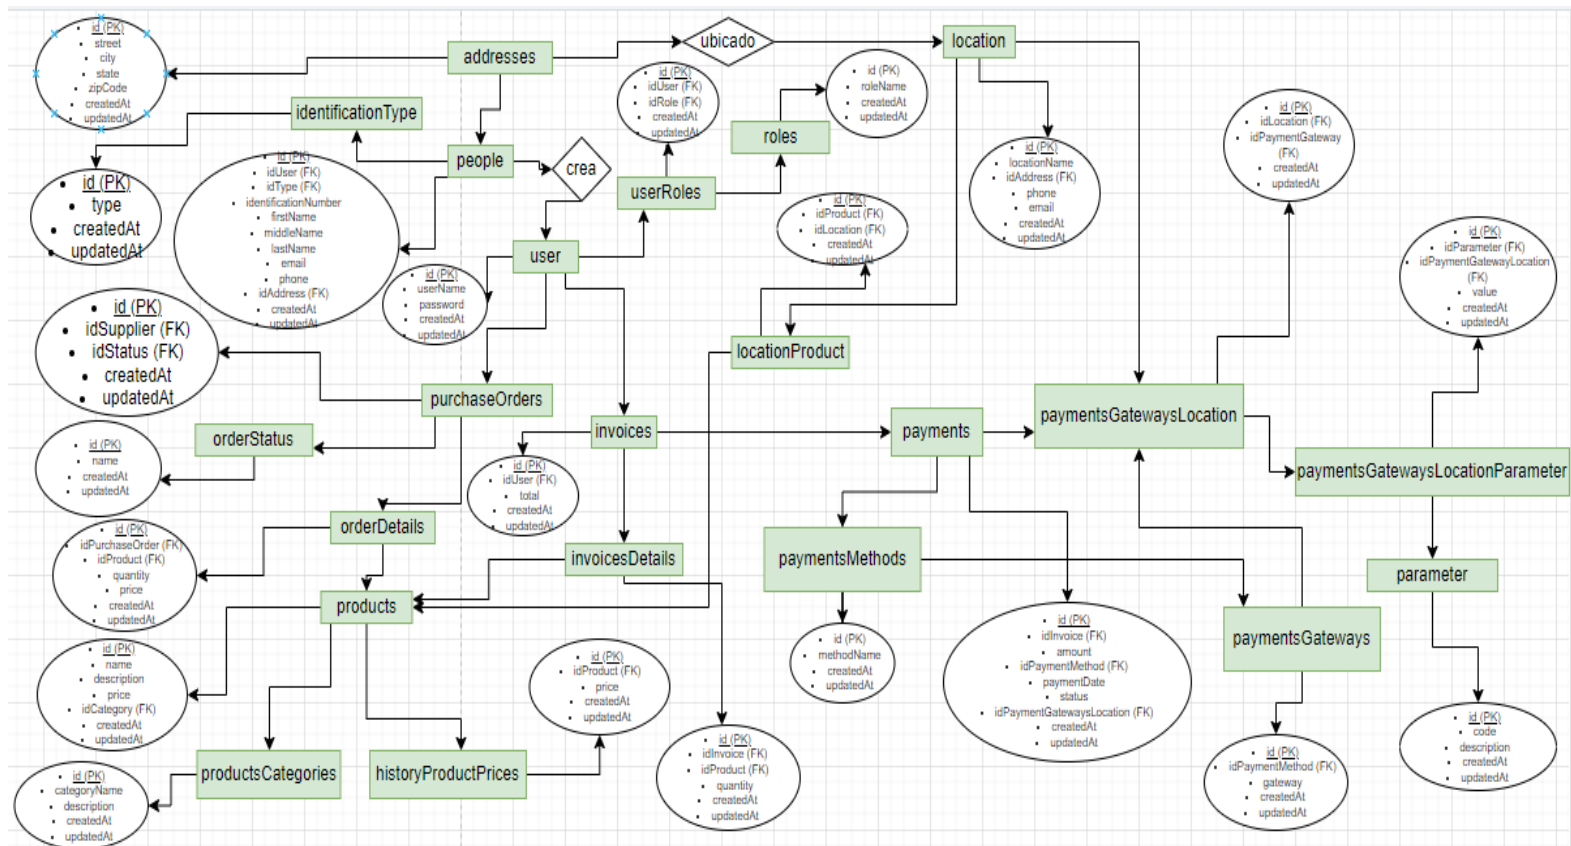 id (PK)
street
city
state
zipCode
createdAt
updatedAt
addresses
ubicado
location
identificationType
id (PK)
idUser (FK)
idRole (FK)
createdAt
updatedAt
id (PK)
roleName
createdAt
updatedAt
roles
id (PK)
idLocation (FK)
idPaymentGateway
(FK)
createdAt
updatedAt
people
crea
userRoles
id (PK)
type
createdAt
updatedAt
id (PK)
idUser (FK)
idType (FK)
identificationNumber
firstName
middleName
lastName
email
phone
idAddress (FK)
createdAt
updatedAt
id (PK)
locationName
idAddress (FK)
phone
email
createdAt
updatedAt
id (PK)
idProduct (FK)
idLocation (FK)
createdAt
updatedAt
user
id (PK)
userName
password
createdAt
updatedAt
id (PK)
idParameter (FK)
idPaymentGatewayLocation
(FK)
value
createdAt
updatedAt
id (PK)
idSupplier (FK)
idStatus (FK)
createdAt
updatedAt
locationProduct
purchaseOrders
orderStatus
invoices
payments
paymentsGatewaysLocation
paymentsGatewaysLocationParameter
id (PK)
name
createdAt
updatedAt
id (PK)
idUser (FK)
total
createdAt
updatedAt
orderDetails
id (PK)
idPurchaseOrder (FK)
idProduct (FK)
quantity
price
createdAt
updatedAt
invoicesDetails
paymentsMethods
parameter
products
paymentsGateways
id (PK)
name
description
price
idCategory (FK)
createdAt
updatedAt
id (PK)
idProduct (FK)
price
createdAt
updatedAt
id (PK)
methodName
createdAt
updatedAt
id (PK)
idInvoice (FK)
amount
idPaymentMethod (FK)
paymentDate
status
idPaymentGatewaysLocation (FK)
createdAt
updatedAt
id (PK)
code
description
createdAt
updatedAt
productsCategories
historyProductPrices
id (PK)
categoryName
description
createdAt
updatedAt
id (PK)
idInvoice (FK)
idProduct (FK)
quantity
createdAt
updatedAt
id (PK)
idPaymentMethod (FK)
gateway
createdAt
updatedAt